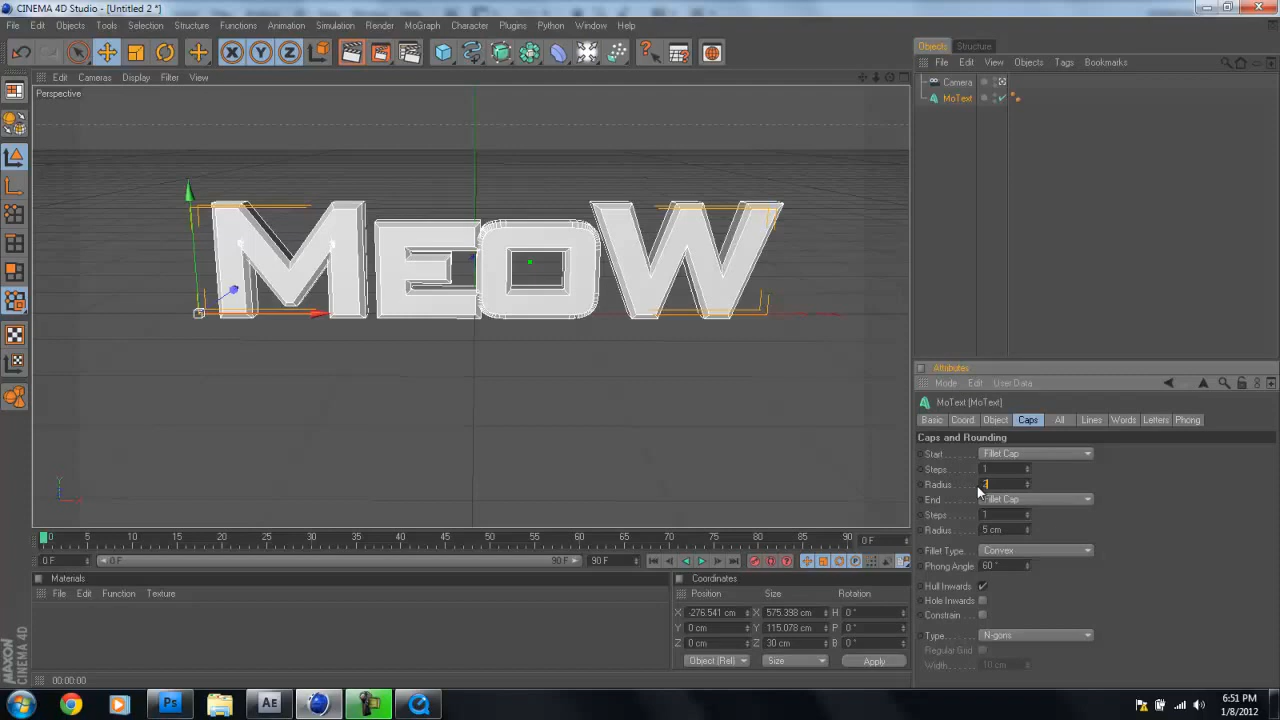 CINEMA 4D Studio - [Untitled 2 *]
File Edit Objects Tools Selection Structure Functions Animation Simulation Render MoGraph Character Plugins Python Window Help
Edit Cameras Display Filter View
Perspective
MEOW
Y
X
Objects Structure
File Edit View Objects Tags Bookmarks
Camera
MoText
Attributes
Mode Edit User Data
MoText [MoText]
Basic Coord. Object Caps All Lines Words Letters Phong
Caps and Rounding
Start Fillet Cap
Steps 1
Radius
End Fillet Cap
Steps 1
Radius 5 cm
Fillet Type Convex
Phong Angle 60 °
Hull Inwards
Hole Inwards
Constrain
Type N-gons
Regular Grid
Width 10 cm
0 5 10 15 20 25 30 35 40 45 50 55 60 65 70 75 80 85 90 0 F
0 F 0 F 90 F 90 F
Materials
File Edit Function Texture
Coordinates
Position Size Rotation
X -276.541 cm X 575.398 cm H 0 °
Y 0 cm Y 115.078 cm P 0 °
Z 0 cm Z 30 cm B 0 °
Object (Rel) Size Apply
MAXON
CINEMA 4D
00:00:00
Ps Ae
6:51 PM
1/8/2012